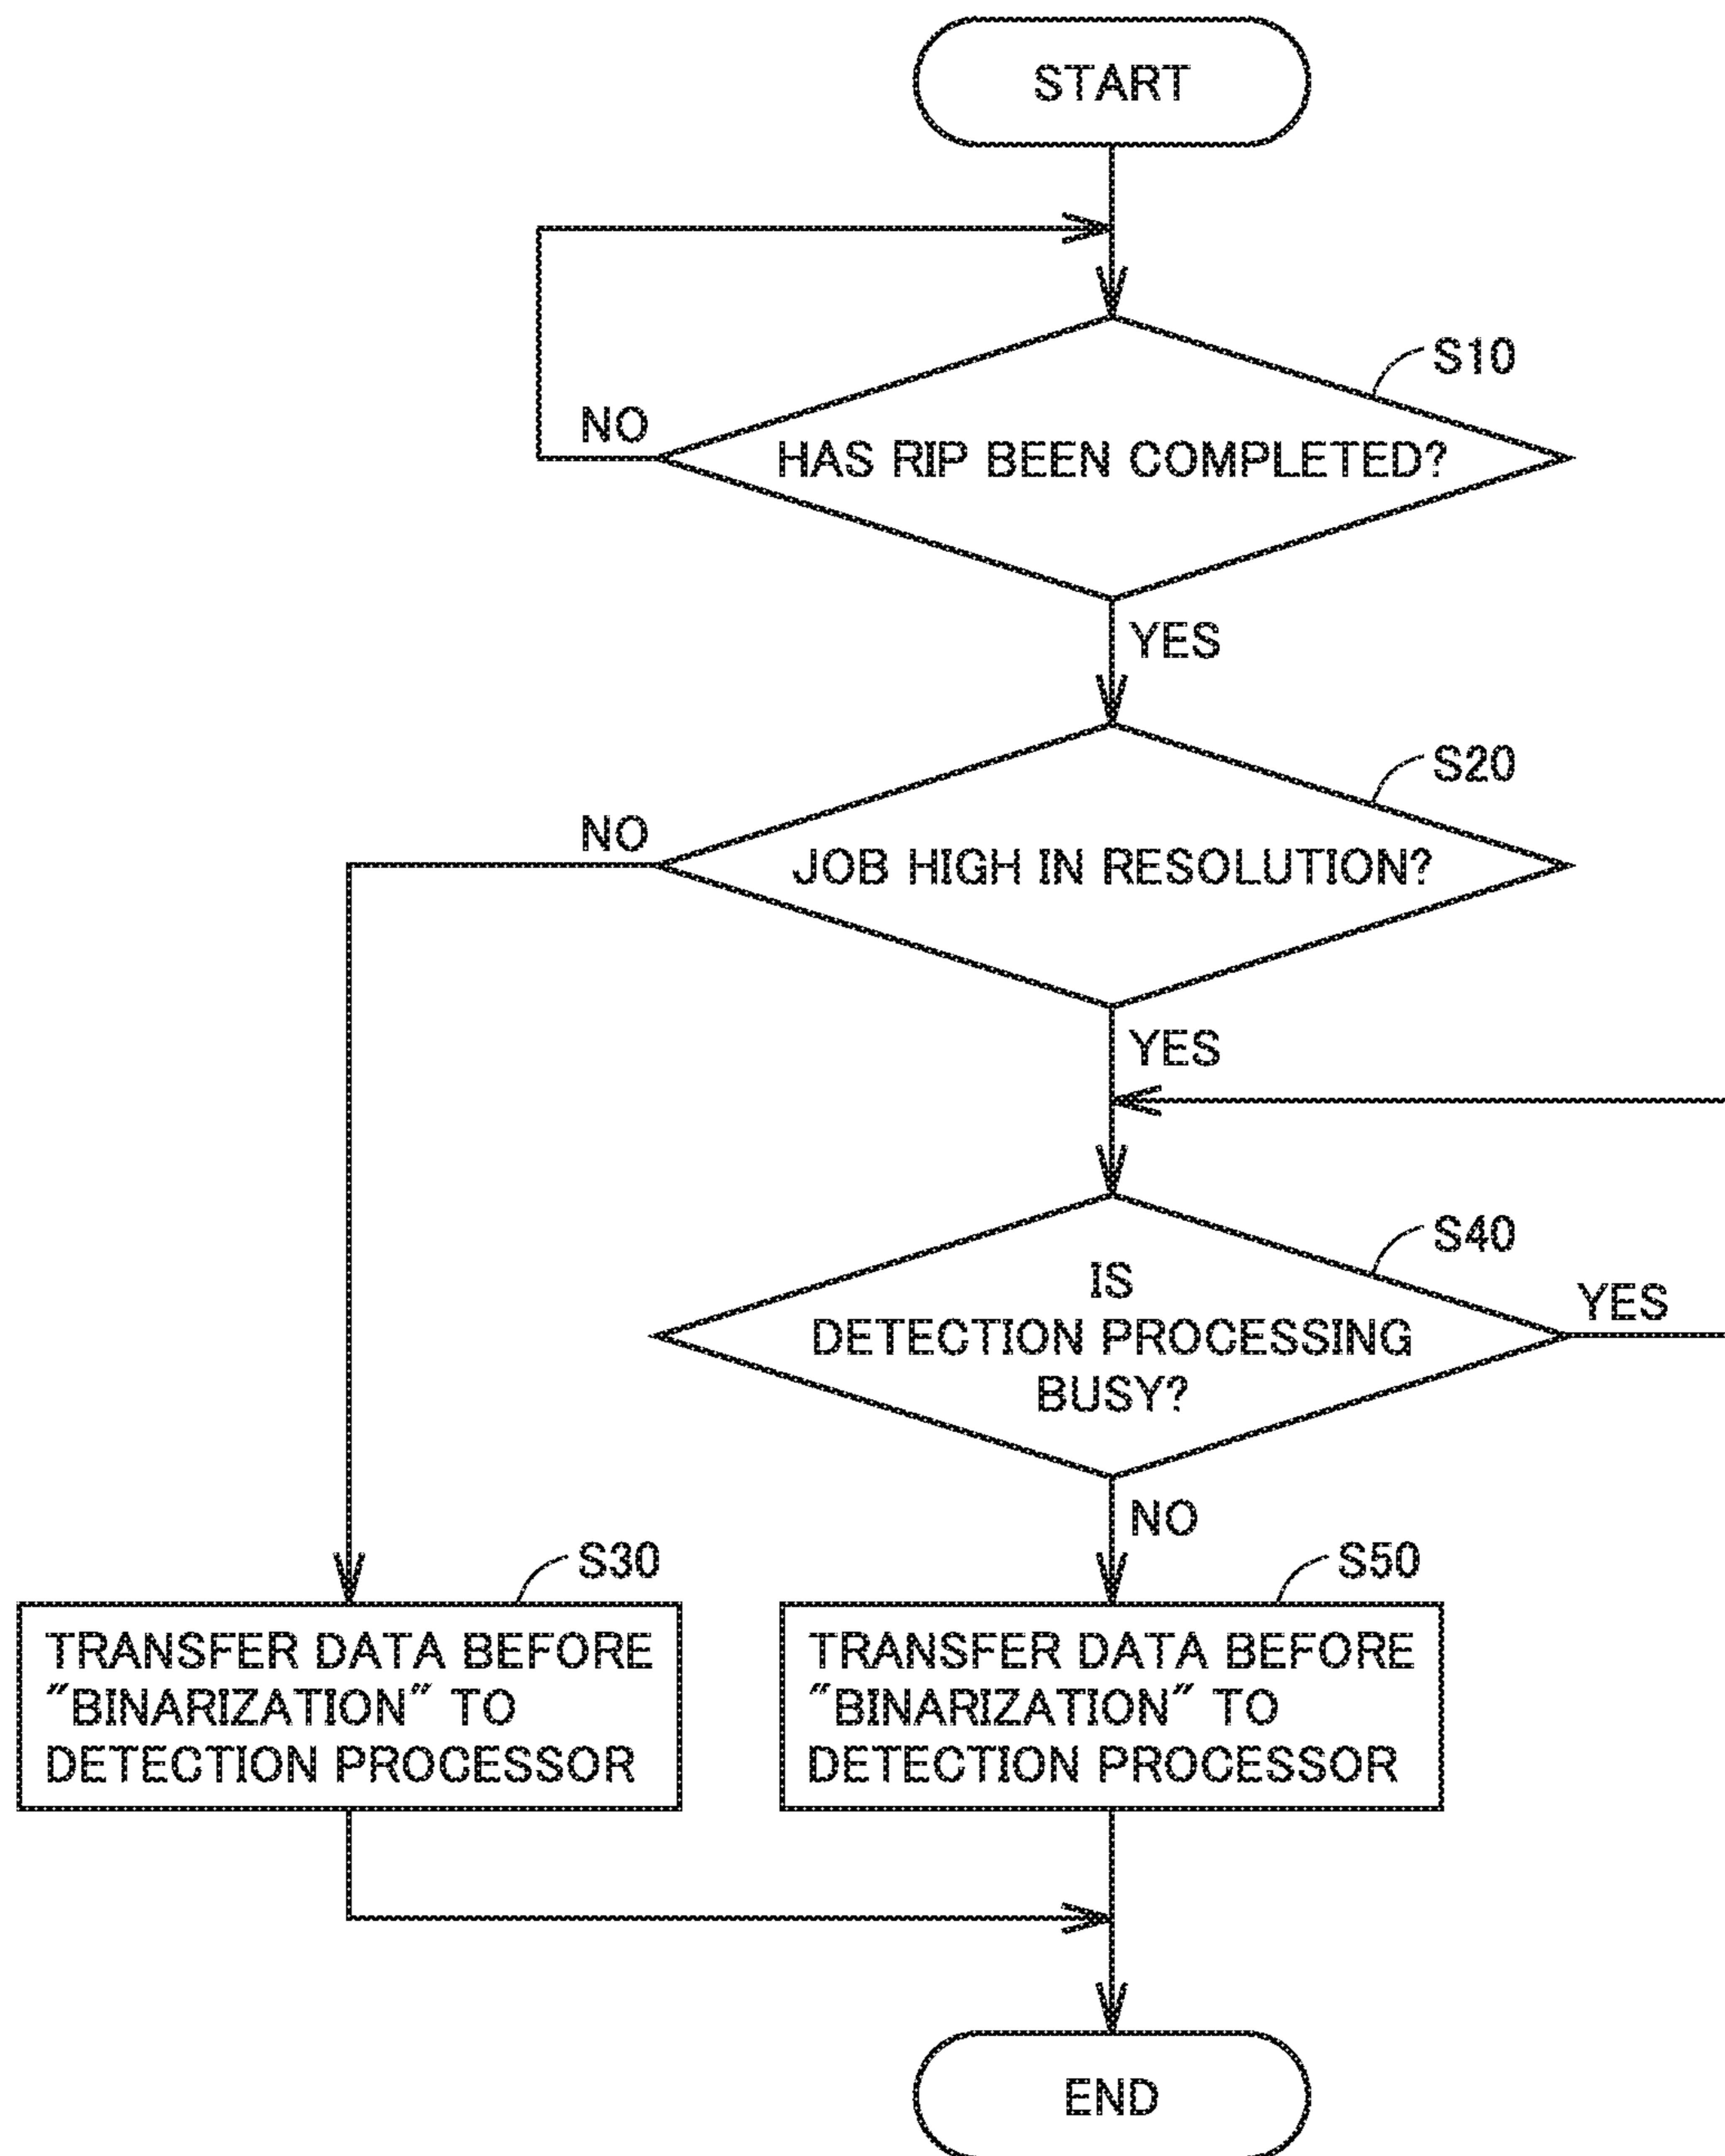 START
S10
NO
HAS RIP BEEN COMPLETED?
YES
S20
NO
JOB HIGH IN RESOLUTION?
YES
S40
IS
DETECTION PROCESSING
BUSY?
YES
NO
S30
TRANSFER DATA BEFORE
"BINARIZATION" TO
DETECTION PROCESSOR
S50
TRANSFER DATA BEFORE
"BINARIZATION" TO
DETECTION PROCESSOR
END